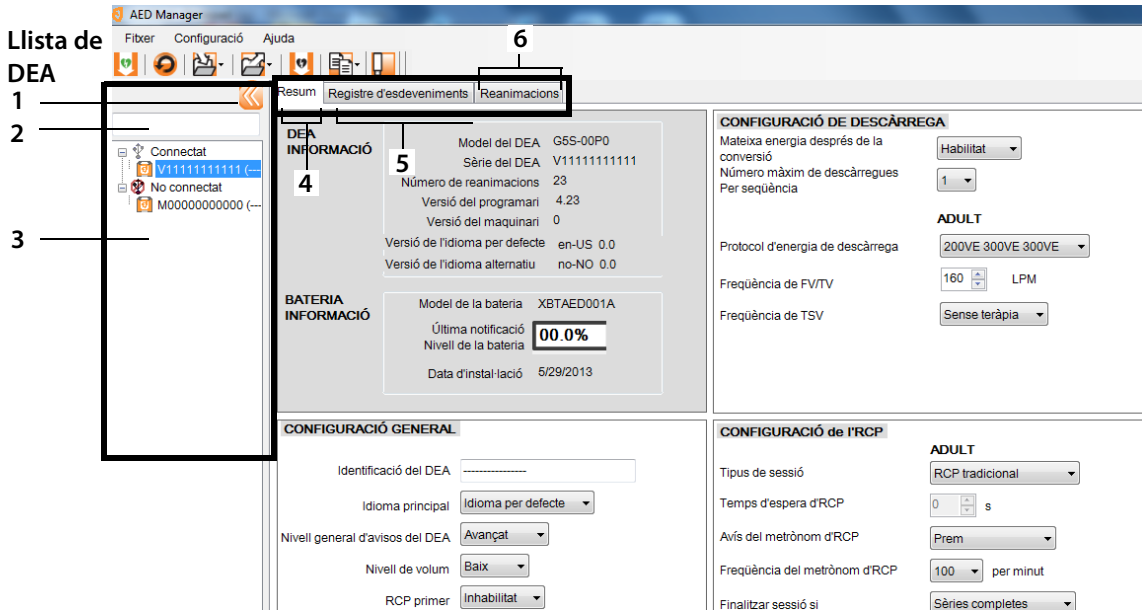 AED Manager
Fitxer Configuració Ajuda
Llista de
DEA
1
2
3
6
Resum Registre d'esdeveniments Reanimacions
4
5
Connectat
V11111111111 (---
No connectat
M00000000000 (---
DEA
INFORMACIÓ
Model del DEA G5S-00P0
Sèrie del DEA V11111111111
Número de reanimacions 23
Versió del programari 4.23
Versió del maquinari 0
Versió de l'idioma per defecte en-US 0.0
Versió de l'idioma alternatiu no-NO 0.0
BATERIA
INFORMACIÓ
Model de la bateria XBTAED001A
Última notificació
Nivell de la bateria 00.0%
Data d'instal·lació 5/29/2013
CONFIGURACIÓ DE DESCÀRREGA
Mateixa energia després de la
conversió Habilitat
Número màxim de descàrregues
Per seqüència 1
ADULT
Protocol d'energia de descàrrega 200VE 300VE 300VE
Freqüència de FV/TV 160 LPM
Freqüència de TSV Sense teràpia
CONFIGURACIÓ GENERAL
Identificació del DEA ----------------
Idioma principal Idioma per defecte
Nivell general d'avisos del DEA Avançat
Nivell de volum Baix
RCP primer Inhabilitat
CONFIGURACIÓ de l'RCP
ADULT
Tipus de sessió RCP tradicional
Temps d'espera d'RCP 0 s
Avís del metrònom d'RCP Prem
Freqüència del metrònom d'RCP 100 per minut
Finalitzar sessió si Sèries completes